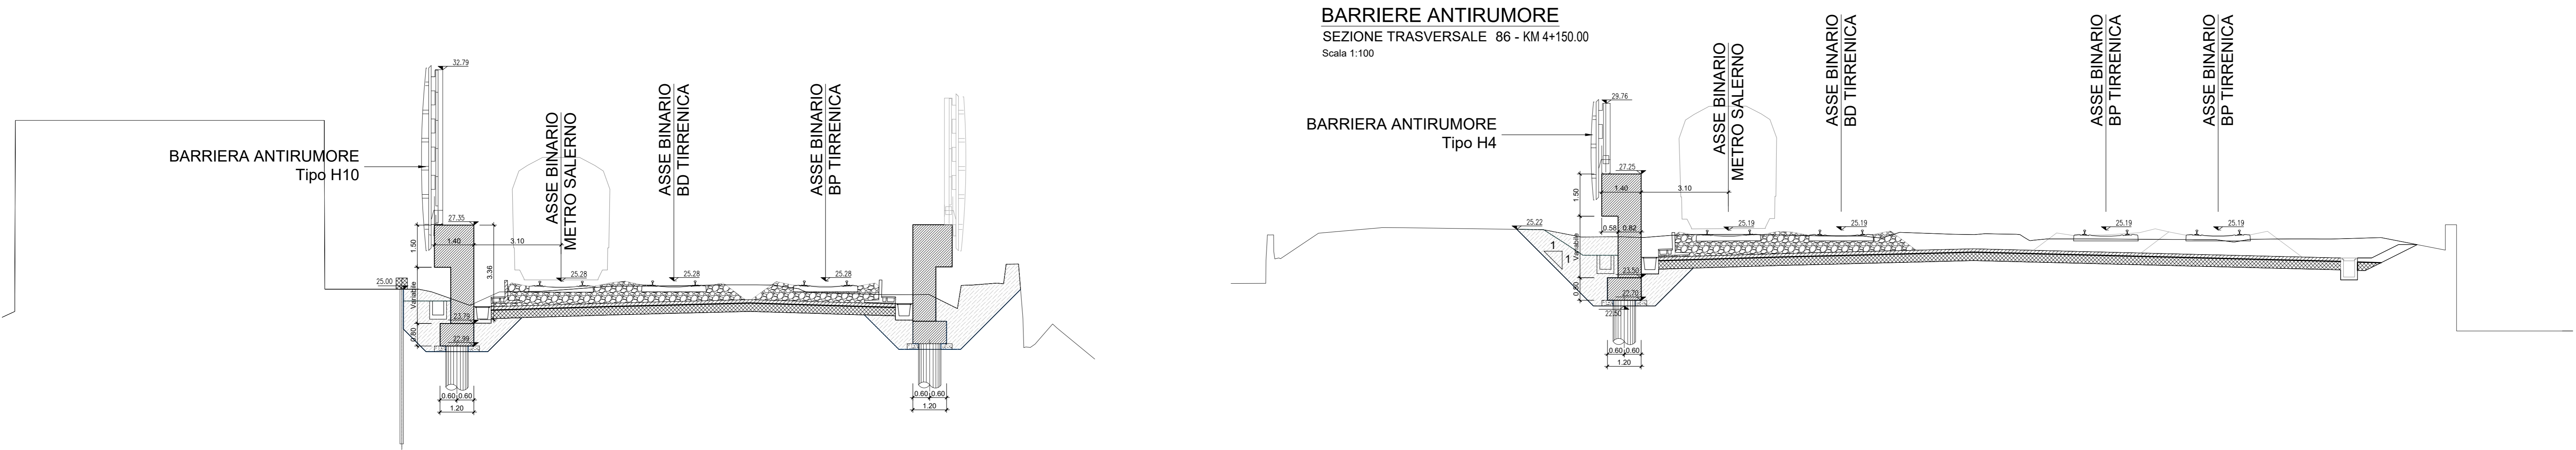 32.79
BARRIERA ANTIRUMORE
Tipo H10
ASSE BINARIO
METRO SALERNO
ASSE BINARIO
BD TIRRENICA
ASSE BINARIO
BP TIRRENICA
27.35
1.40
3.10
1.50
3.36
25.28
25.28
25.28
25.00
Variabile
23.79
0.80
22.99
0.60
0.60
1.20
0.60
0.60
1.20
BARRIERE ANTIRUMORE
SEZIONE TRASVERSALE 86 - KM 4+150.00
Scala 1:100
29.76
BARRIERA ANTIRUMORE
Tipo H4
ASSE BINARIO
METRO SALERNO
ASSE BINARIO
BD TIRRENICA
ASSE BINARIO
BP TIRRENICA
ASSE BINARIO
BP TIRRENICA
27.25
1.40
3.10
1.50
25.22
25.19
25.19
25.19
25.19
0.58
0.82
Variabile
1
1
23.50
0.80
22.70
22.50
0.60
0.60
1.20